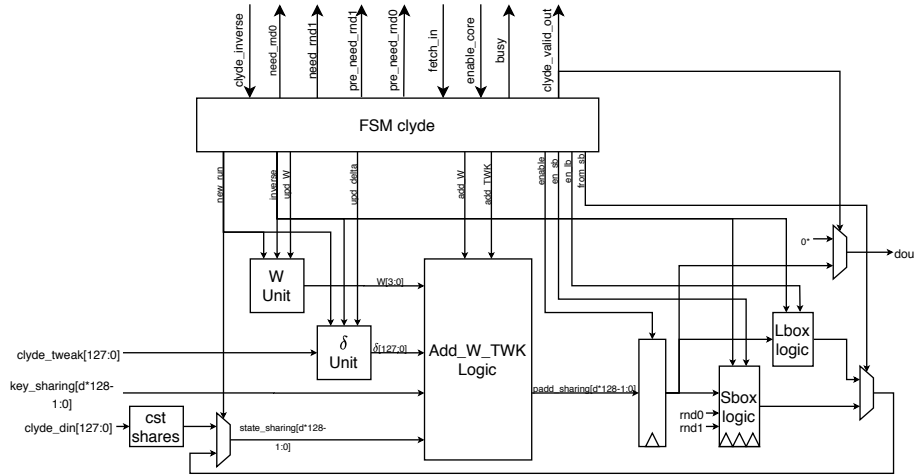 clyde_inverse
need_rnd0
need_rnd1
pre_need_rnd1
pre_need_rnd0
fetch_in
enable_core
busy
clyde_valid_out
FSM clyde
new_run
inverse
upd_W
upd_delta
add_W
add_TWK
enable
en_sb
en_lb
from_sb
0*
dou
W
Unit
W[3:0]
δ
Unit
δ[127:0]
clyde_tweak[127:0]
Add_W_TWK
Logic
Lbox
logic
key_sharing[d*128-
1:0]
padd_sharing[d*128-1:0]
Sbox
logic
rnd0
rnd1
clyde_din[127:0]
cst
shares
state_sharing[d*128-
1:0]